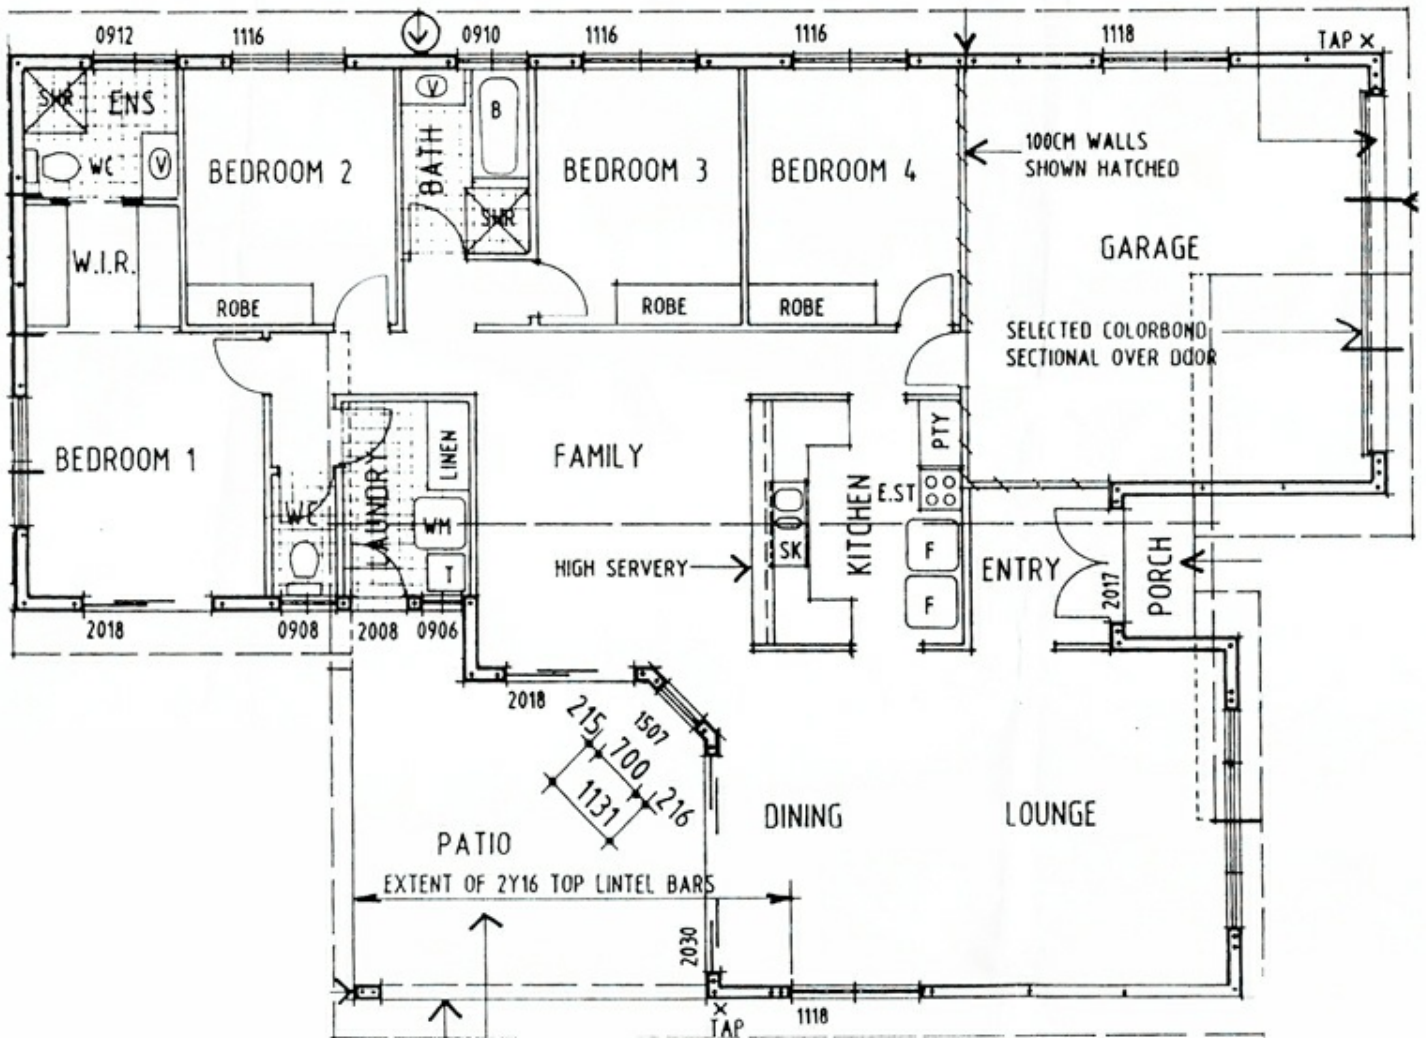 0912
1116
0910
1116
1116
1118
TAP X
SHR
ENS
V
B
WC
V
BEDROOM 2
BATH
BEDROOM 3
BEDROOM 4
100CM WALLS
SHOWN HATCHED
SHR
GARAGE
W.I.R.
ROBE
ROBE
ROBE
SELECTED COLORBOND
SECTIONAL OVER DOOR
BEDROOM 1
LINEN
FAMILY
PTY
LAUNDRY
WC
WM
E.ST
KITCHEN
SK
F
HIGH SERVERY
T
F
ENTRY
2017
PORCH
2018
0908
2008
0906
2018
1507
215
700
216
1131
DINING
LOUNGE
PATIO
EXTENT OF 2Y16 TOP LINTEL BARS
2030
X
TAP
1118